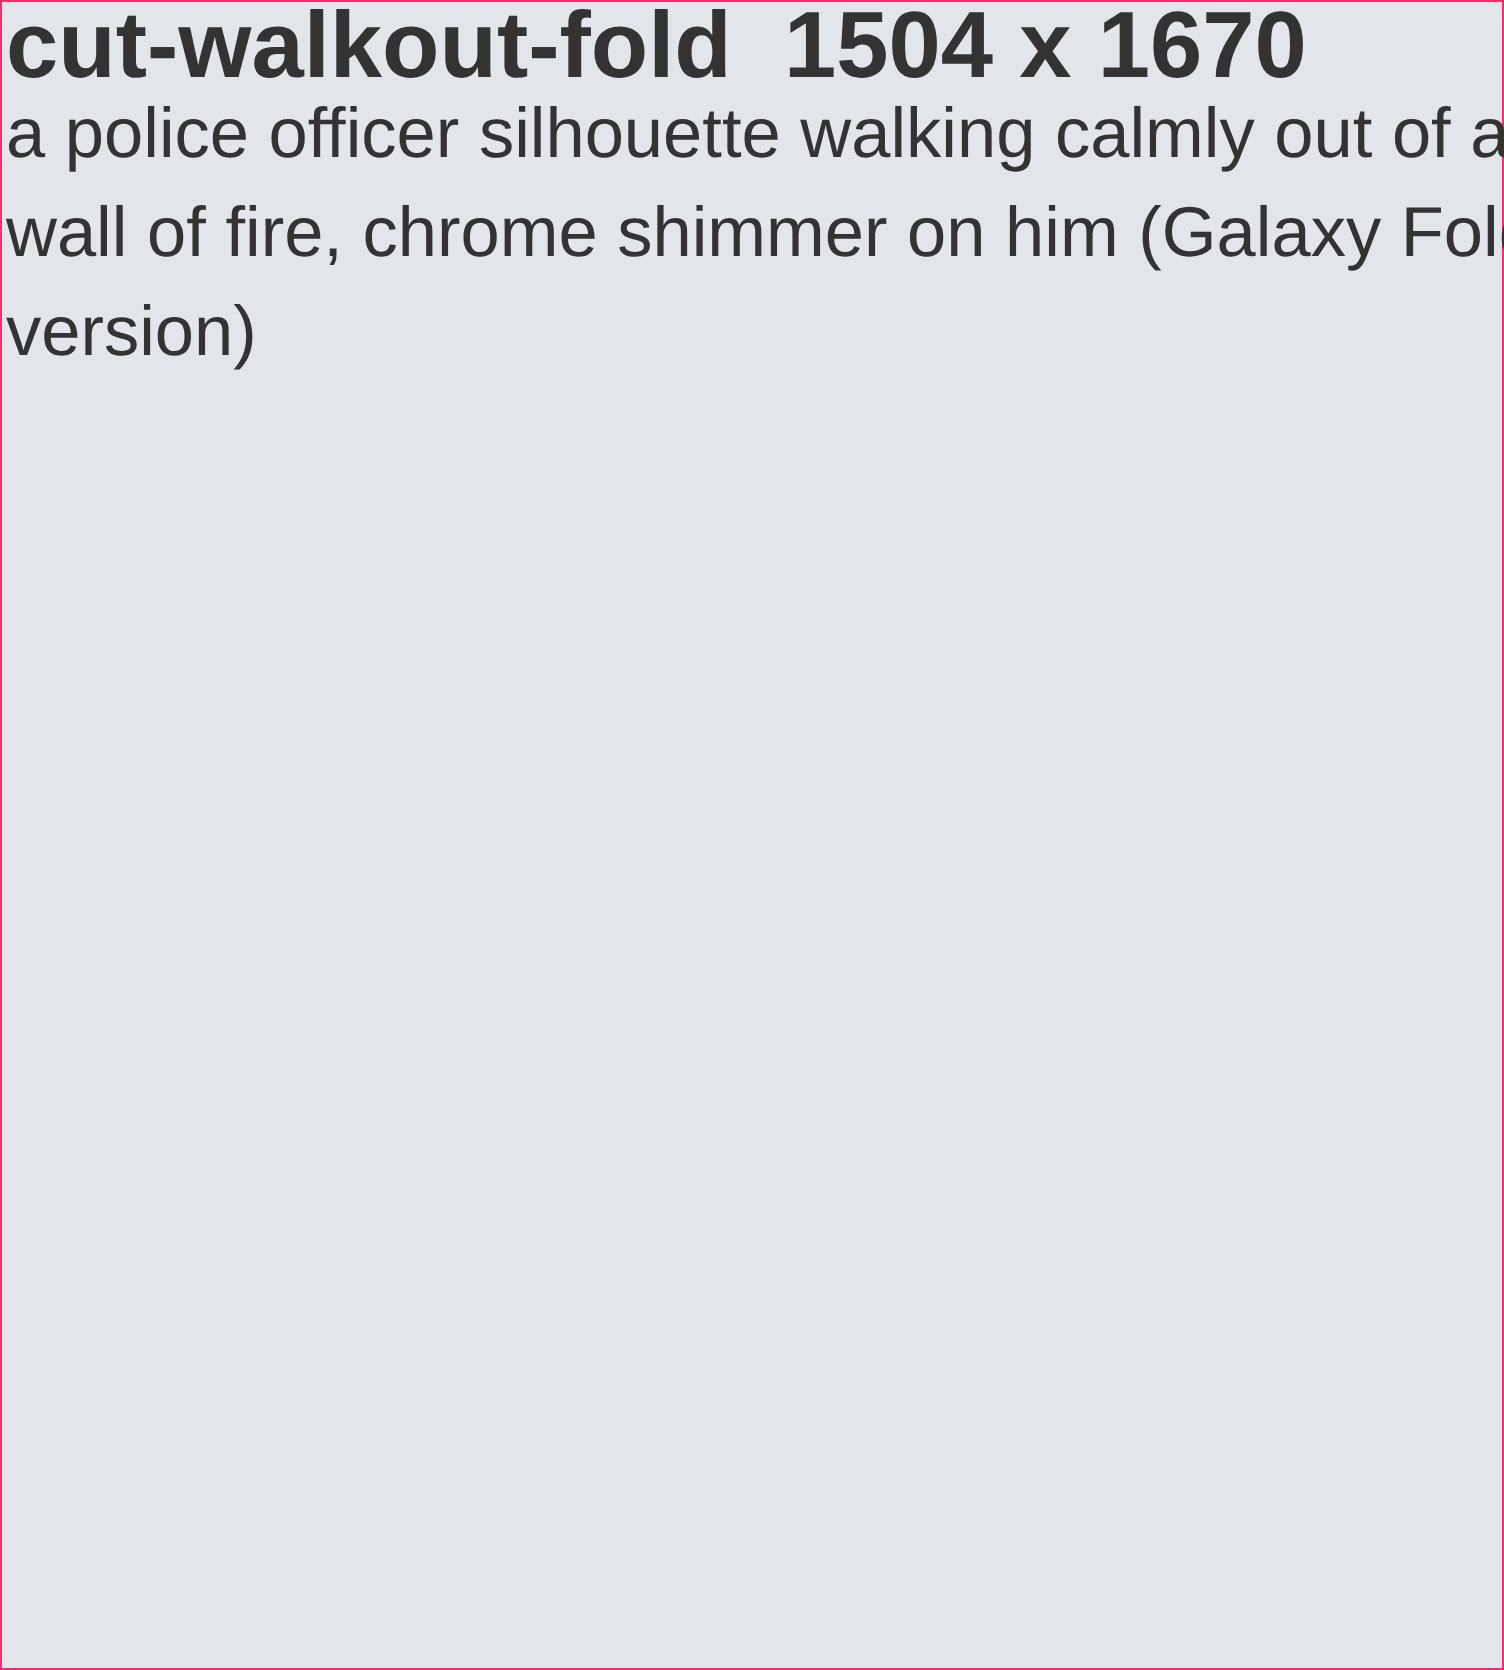 cut-walkout-fold 1504 x 1670
a police officer silhouette walking calmly out of a
wall of fire, chrome shimmer on him (Galaxy Fold
version)